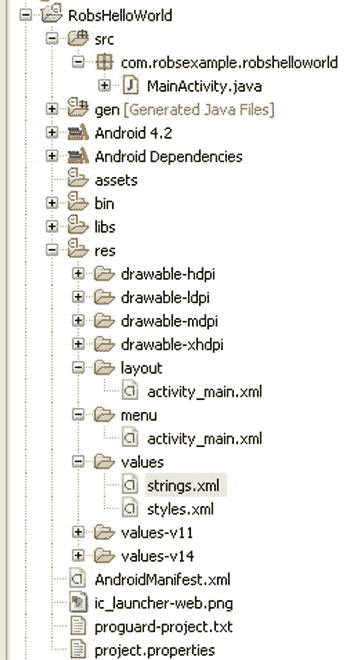 RobsHelloWorld
src
com.robsexample.robshelloworld
MainActivity.java
gen [Generated Java Files]
Android 4.2
Android Dependencies
assets
bin
libs
res
drawable-hdpi
drawable-ldpi
drawable-mdpi
drawable-xhdpi
layout
activity_main.xml
menu
activity_main.xml
values
strings.xml
styles.xml
values-v11
values-v14
AndroidManifest.xml
ic_launcher-web.png
proguard-project.txt
project.properties